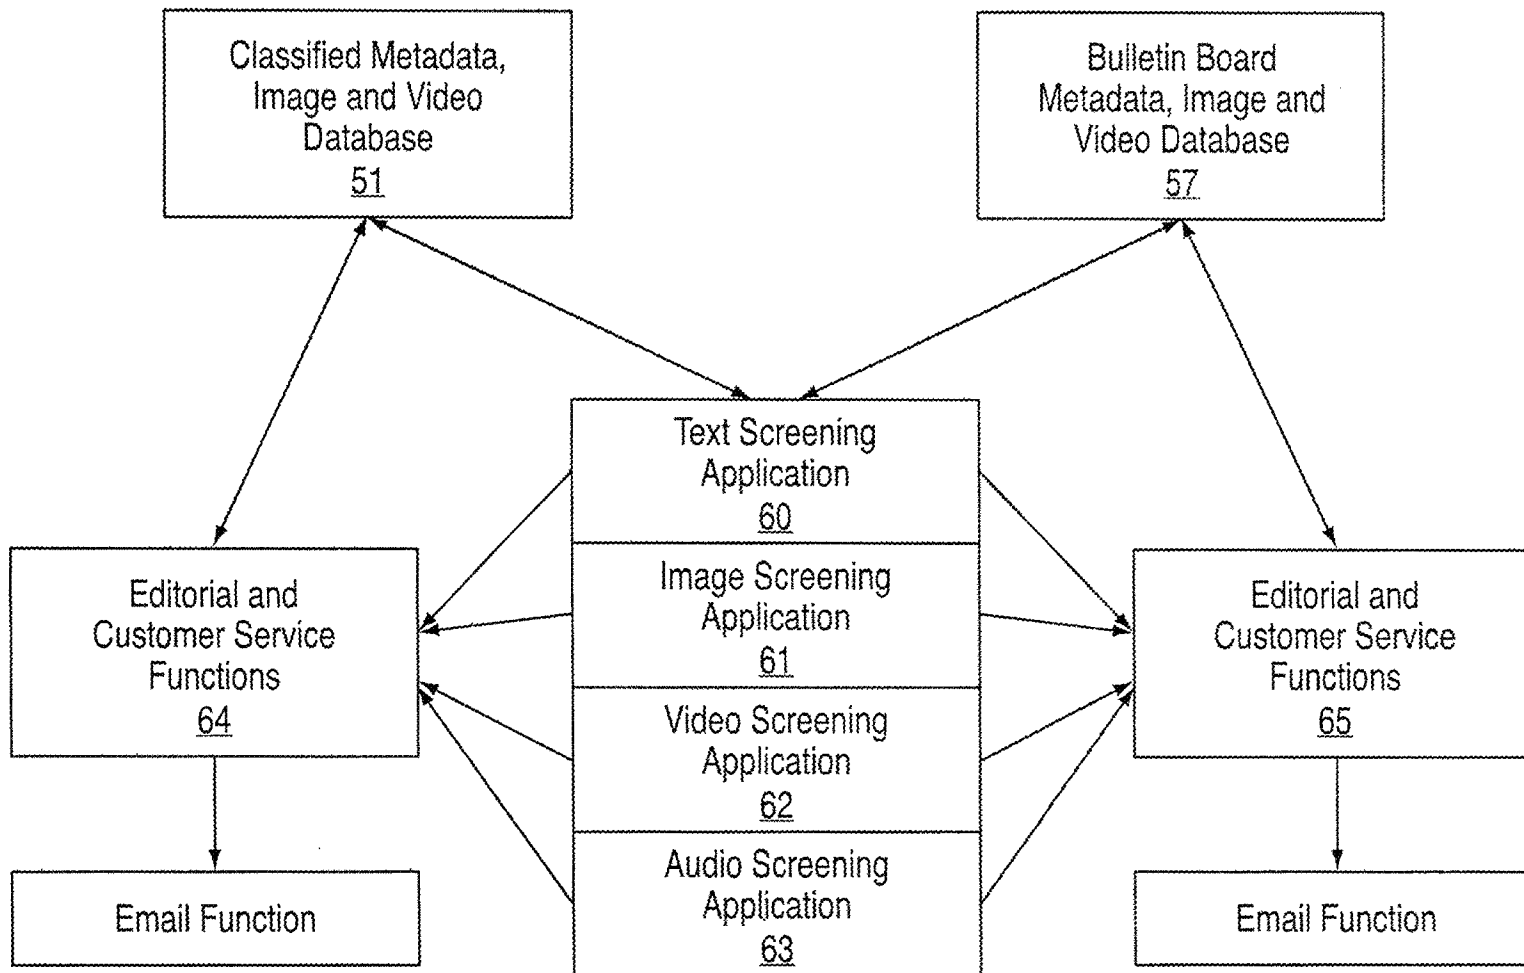 Classified Metadata,
Image and Video
Database
51
Bulletin Board
Metadata, Image and
Video Database
57
Text Screening
Application
60
Image Screening
Application
61
Video Screening
Application
62
Audio Screening
Application
63
Editorial and
Customer Service
Functions
64
Editorial and
Customer Service
Functions
65
Email Function
Email Function